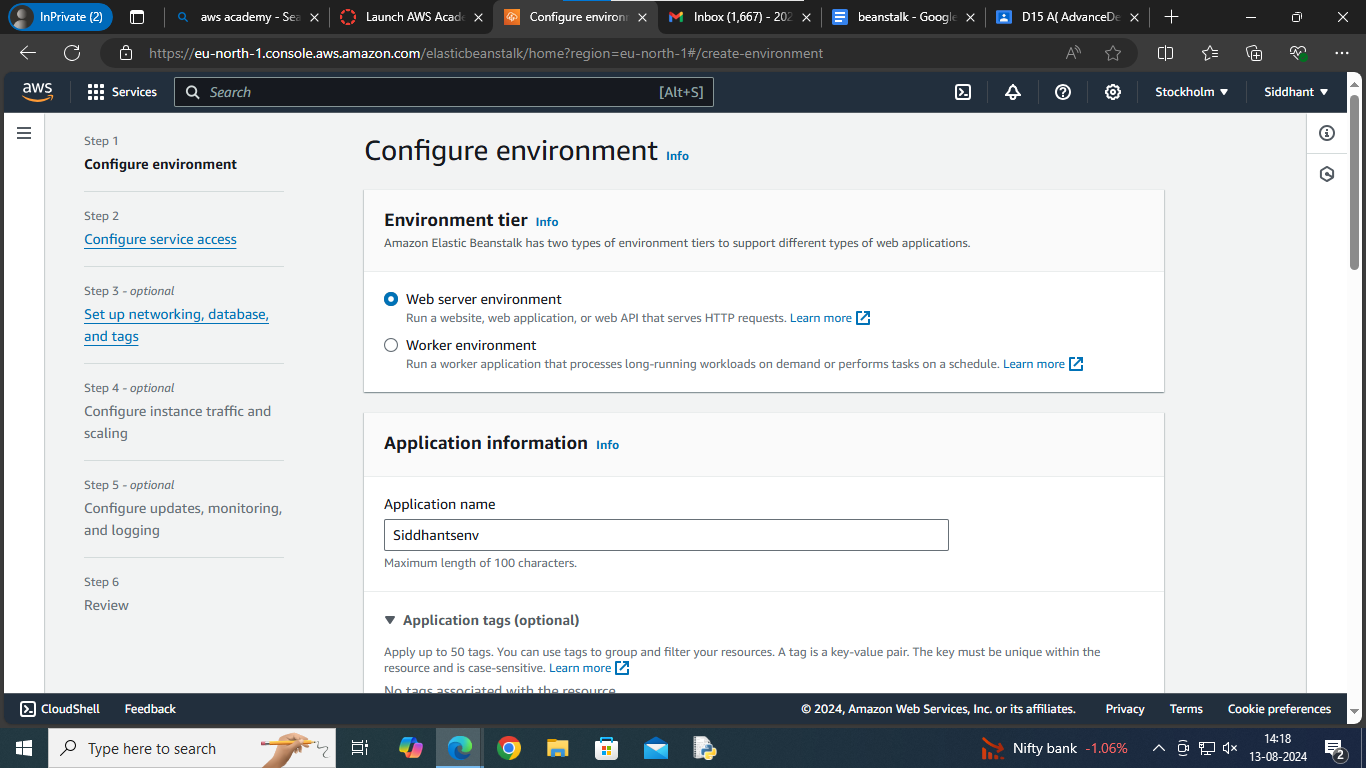 InPrivate (2)
aws academy - Sea
Launch AWS Acade
Configure environm
Inbox (1,667) - 202
beanstalk - Google
D15 A( AdvanceDe
https://eu-north-1.console.aws.amazon.com/elasticbeanstalk/home?region=eu-north-1#/create-environment
aws
Services
Search
[Alt+S]
Stockholm
Siddhant
Step 1
Configure environment
Step 2
Configure service access
Step 3 - optional
Set up networking, database,
and tags
Step 4 - optional
Configure instance traffic and
scaling
Step 5 - optional
Configure updates, monitoring,
and logging
Step 6
Review
Configure environment Info
Environment tier Info
Amazon Elastic Beanstalk has two types of environment tiers to support different types of web applications.
Web server environment
Run a website, web application, or web API that serves HTTP requests. Learn more
Worker environment
Run a worker application that processes long-running workloads on demand or performs tasks on a schedule. Learn more
Application information Info
Application name
Siddhantsenv
Maximum length of 100 characters.
Application tags (optional)
Apply up to 50 tags. You can use tags to group and filter your resources. A tag is a key-value pair. The key must be unique within the
resource and is case-sensitive. Learn more
No tags associated with the resource
CloudShell
Feedback
© 2024, Amazon Web Services, Inc. or its affiliates.
Privacy
Terms
Cookie preferences
Type here to search
Nifty bank -1.06%
14:18
13-08-2024
2